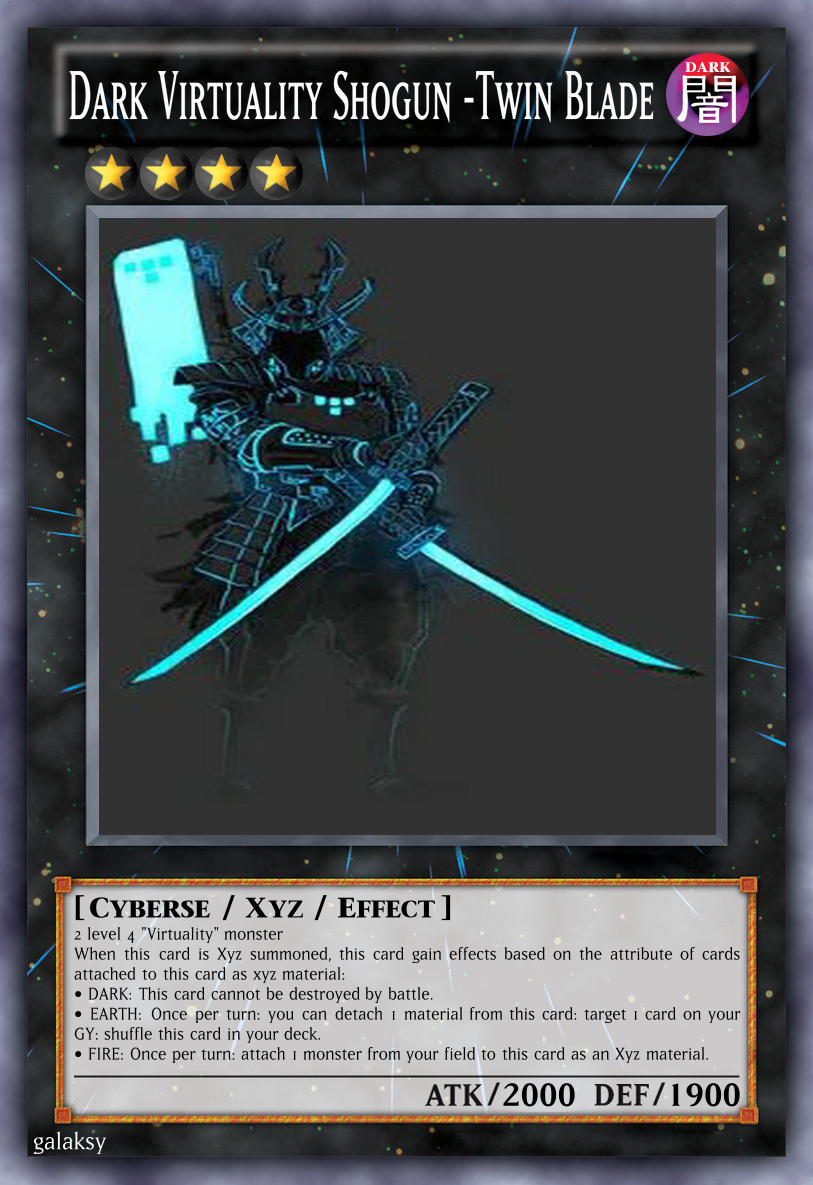 Dark Virtuality Shogun -Twin Blade
DARK
闇
[ Cyberse / Xyz / Effect ]
2 level 4 "Virtuality" monster
When this card is Xyz summoned, this card gain effects based on the attribute of cards
attached to this card as xyz material:
• DARK: This card cannot be destroyed by battle.
• EARTH: Once per turn: you can detach 1 material from this card: target 1 card on your
GY: shuffle this card in your deck.
• FIRE: Once per turn: attach 1 monster from your field to this card as an Xyz material.
ATK/2000 DEF/1900
galaksy